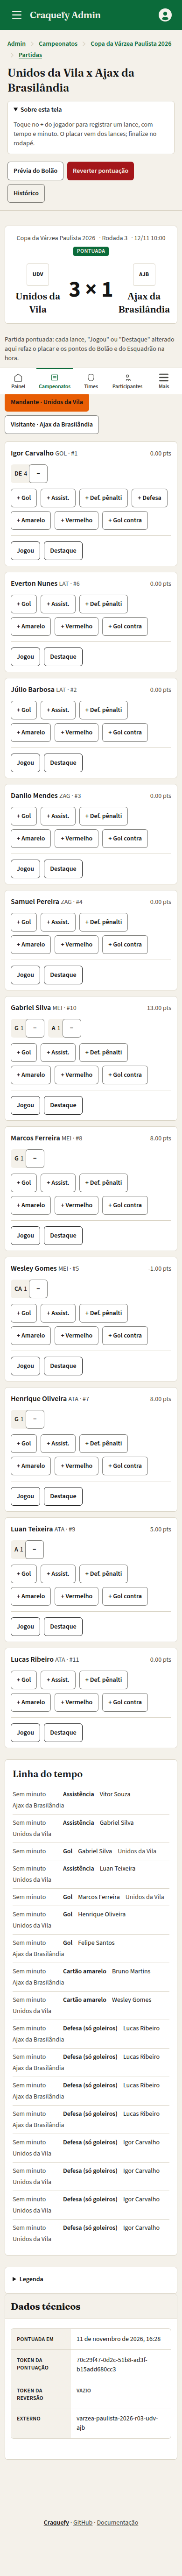 Craquefy Admin
Admin > Campeonatos > Copa da Várzea Paulista 2026
> Partidas
Unidos da Vila x Ajax da
Brasilândia
▼ Sobre esta tela
Toque no + do jogador para registrar um lance, com
tempo e minuto. O placar vem dos lances; finalize no
rodapé.
Prévia do Bolão
Reverter pontuação
Histórico
Copa da Várzea Paulista 2026 · Rodada 3 · 12/11 10:00
PONTUADA
UDV
Unidos da
Vila
3 × 1
AJB
Ajax da
Brasilândia
Partida pontuada: cada lance, "Jogou" ou "Destaque" alterado
aqui refaz o placar e os pontos do Bolão e do Esquadrão na
hora.
Painel
Campeonatos
Times
Participantes
Mais
Mandante · Unidos da Vila
Visitante · Ajax da Brasilândia
Igor Carvalho GOL · #1 0.00 pts
DE 4 −
+ Gol + Assist. + Def. pênalti + Defesa
+ Amarelo + Vermelho + Gol contra
Jogou Destaque
Everton Nunes LAT · #6 0.00 pts
+ Gol + Assist. + Def. pênalti
+ Amarelo + Vermelho + Gol contra
Jogou Destaque
Júlio Barbosa LAT · #2 0.00 pts
+ Gol + Assist. + Def. pênalti
+ Amarelo + Vermelho + Gol contra
Jogou Destaque
Danilo Mendes ZAG · #3 0.00 pts
+ Gol + Assist. + Def. pênalti
+ Amarelo + Vermelho + Gol contra
Jogou Destaque
Samuel Pereira ZAG · #4 0.00 pts
+ Gol + Assist. + Def. pênalti
+ Amarelo + Vermelho + Gol contra
Jogou Destaque
Gabriel Silva MEI · #10 13.00 pts
G 1 − A 1 −
+ Gol + Assist. + Def. pênalti
+ Amarelo + Vermelho + Gol contra
Jogou Destaque
Marcos Ferreira MEI · #8 8.00 pts
G 1 −
+ Gol + Assist. + Def. pênalti
+ Amarelo + Vermelho + Gol contra
Jogou Destaque
Wesley Gomes MEI · #5 -1.00 pts
CA 1 −
+ Gol + Assist. + Def. pênalti
+ Amarelo + Vermelho + Gol contra
Jogou Destaque
Henrique Oliveira ATA · #7 8.00 pts
G 1 −
+ Gol + Assist. + Def. pênalti
+ Amarelo + Vermelho + Gol contra
Jogou Destaque
Luan Teixeira ATA · #9 5.00 pts
A 1 −
+ Gol + Assist. + Def. pênalti
+ Amarelo + Vermelho + Gol contra
Jogou Destaque
Lucas Ribeiro ATA · #11 0.00 pts
+ Gol + Assist. + Def. pênalti
+ Amarelo + Vermelho + Gol contra
Jogou Destaque
Linha do tempo
Sem minuto Assistência Vitor Souza
Ajax da Brasilândia
Sem minuto Assistência Gabriel Silva
Unidos da Vila
Sem minuto Gol Gabriel Silva Unidos da Vila
Sem minuto Assistência Luan Teixeira
Unidos da Vila
Sem minuto Gol Marcos Ferreira Unidos da Vila
Sem minuto Gol Henrique Oliveira
Unidos da Vila
Sem minuto Gol Felipe Santos
Ajax da Brasilândia
Sem minuto Cartão amarelo Bruno Martins
Ajax da Brasilândia
Sem minuto Cartão amarelo Wesley Gomes
Unidos da Vila
Sem minuto Defesa (só goleiros) Lucas Ribeiro
Ajax da Brasilândia
Sem minuto Defesa (só goleiros) Lucas Ribeiro
Ajax da Brasilândia
Sem minuto Defesa (só goleiros) Lucas Ribeiro
Ajax da Brasilândia
Sem minuto Defesa (só goleiros) Lucas Ribeiro
Ajax da Brasilândia
Sem minuto Defesa (só goleiros) Igor Carvalho
Unidos da Vila
Sem minuto Defesa (só goleiros) Igor Carvalho
Unidos da Vila
Sem minuto Defesa (só goleiros) Igor Carvalho
Unidos da Vila
Sem minuto Defesa (só goleiros) Igor Carvalho
Unidos da Vila
▶ Legenda
Dados técnicos
PONTUADA EM 11 de novembro de 2026, 16:28
TOKEN DA
PONTUAÇÃO
70c29f47-0d2c-51b8-ad3f-
b15add680cc3
TOKEN DA
REVERSÃO
VAZIO
EXTERNO varzea-paulista-2026-r03-udv-
ajb
Craquefy · GitHub · Documentação